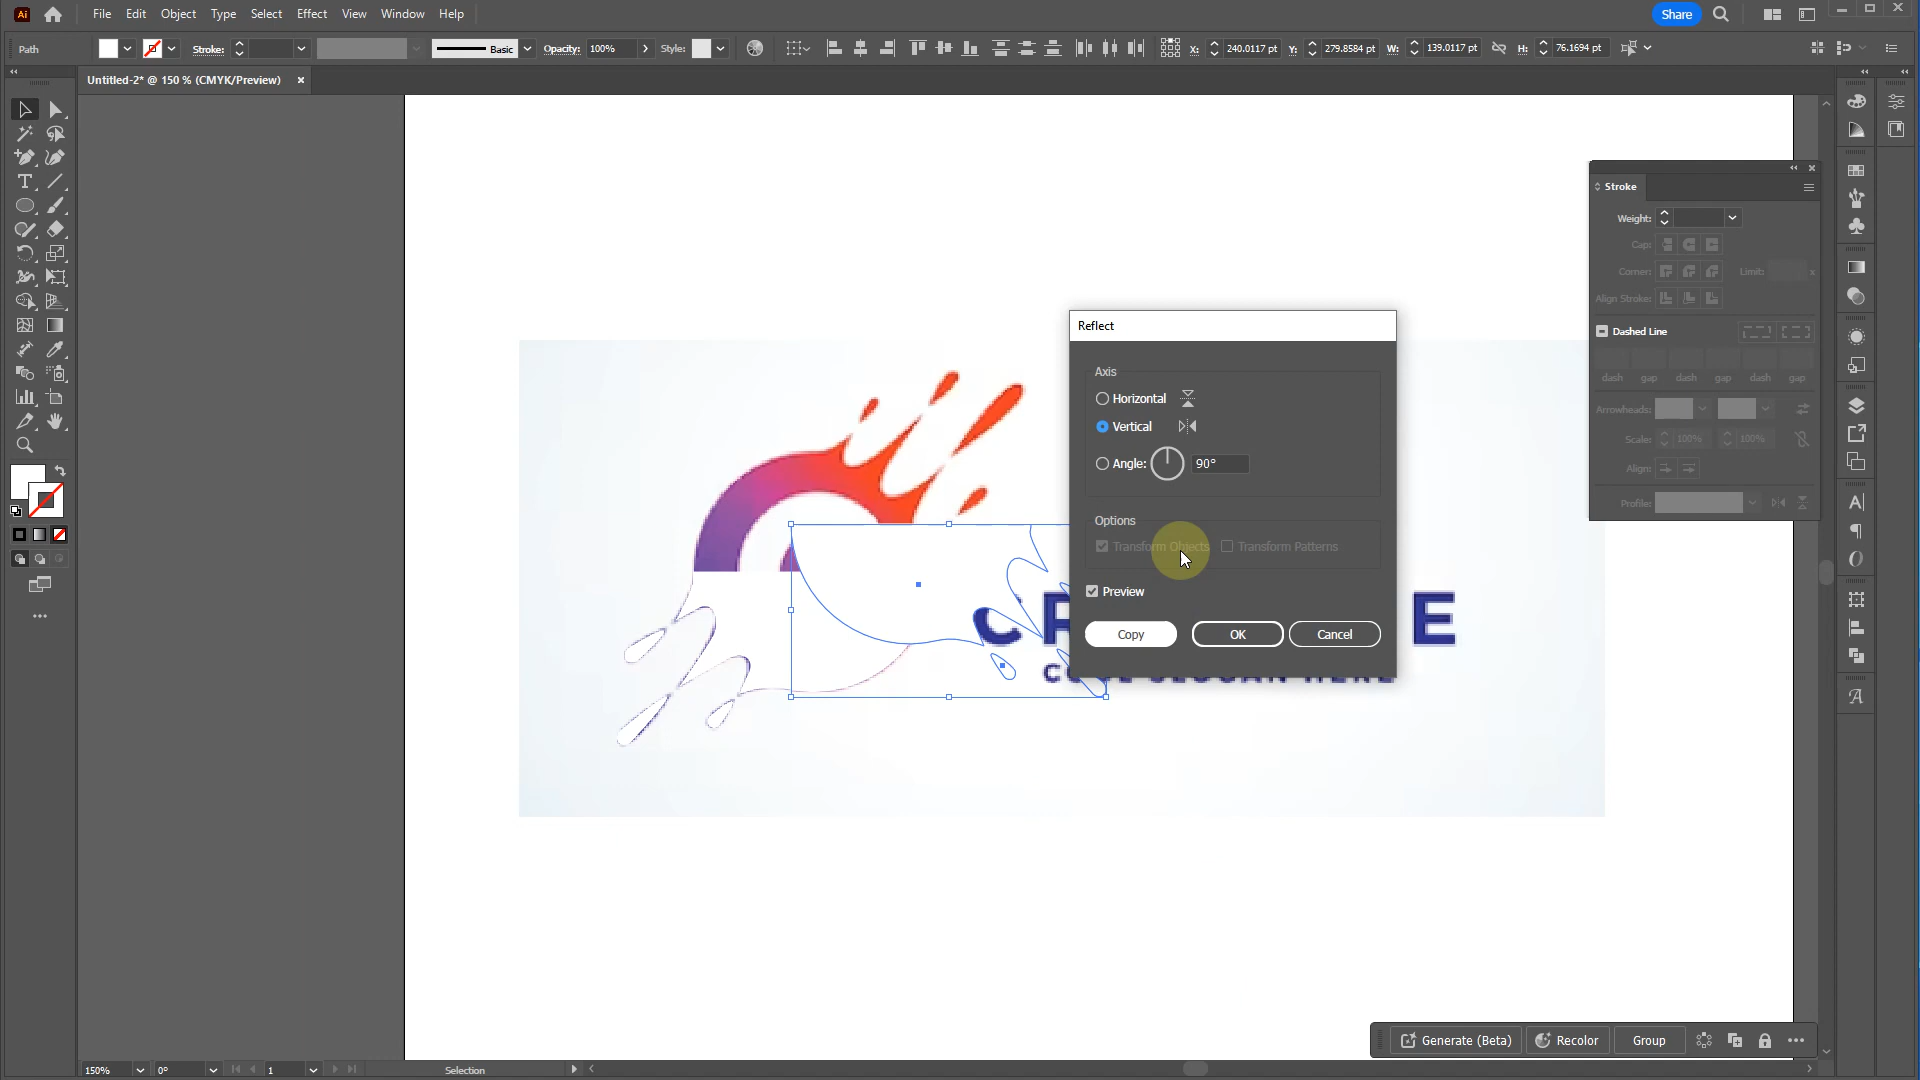 Ai File Edit Object Type Select Effect View Window Help Share
Path Stroke: Basic Opacity: 100% Style: X: 240.0117 pt Y: 279.8584 pt W: 139.0117 pt H: 76.1694 pt
Untitled-2* @ 150 % (CMYK/Preview) ×
Stroke
Weight:
Cap:
Corner: Limit: x
Align Stroke:
Dashed Line
dash gap dash gap dash gap
Arrowheads:
Scale: 100% 100%
Align:
Profile:
Reflect
Axis
Horizontal
Vertical
Angle: 90°
Options
Transform Objects Transform Patterns
Preview
Copy OK Cancel
E
Generate (Beta) Recolor Group
150% 0° 1 Selection